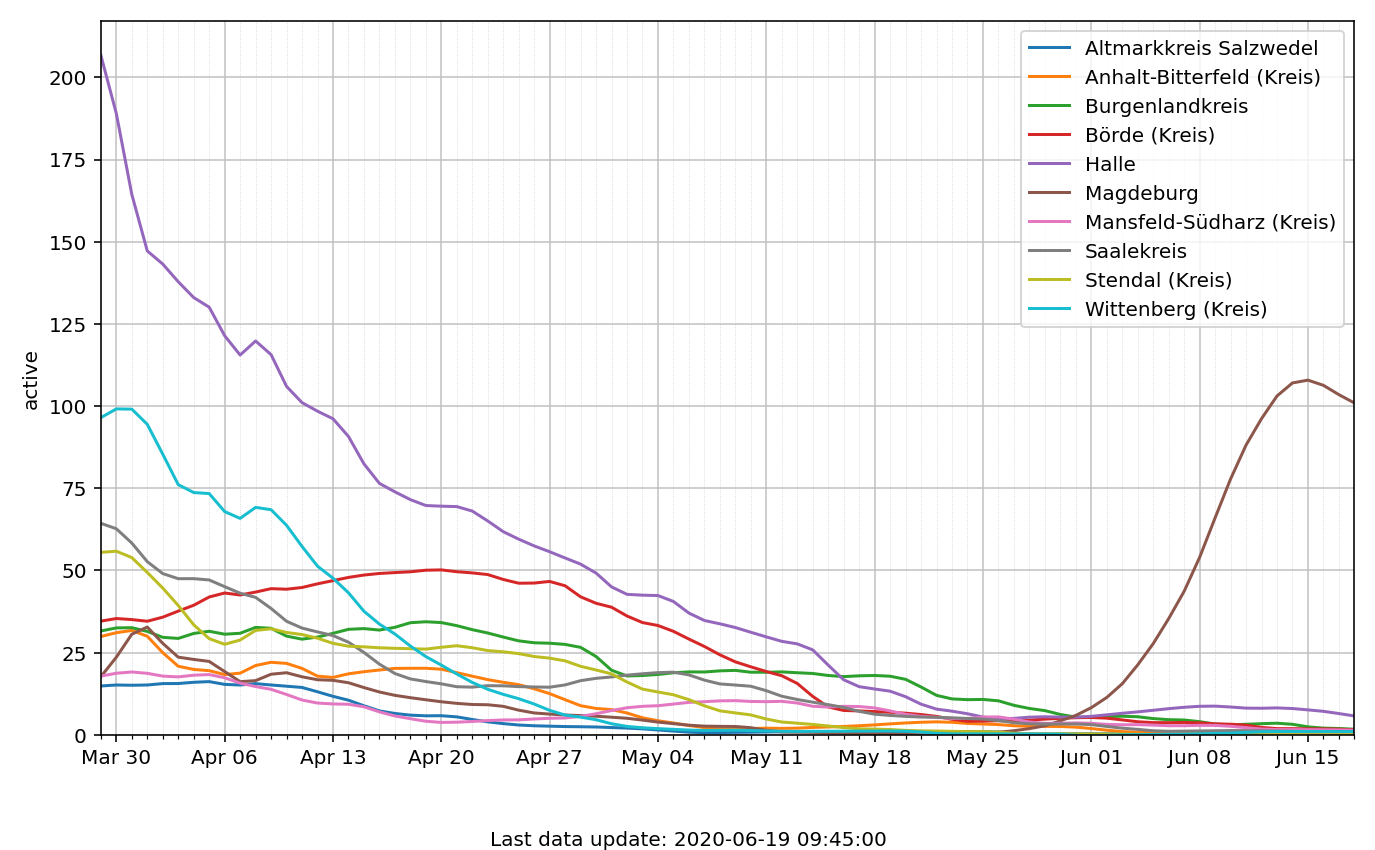 200
175
150
125
100
75
50
25
0
active
Altmarkkreis Salzwedel
Anhalt-Bitterfeld (Kreis)
Burgenlandkreis
Börde (Kreis)
Halle
Magdeburg
Mansfeld-Südharz (Kreis)
Saalekreis
Stendal (Kreis)
Wittenberg (Kreis)
Mar 30 Apr 06 Apr 13 Apr 20 Apr 27 May 04 May 11 May 18 May 25 Jun 01 Jun 08 Jun 15
Last data update: 2020-06-19 09:45:00